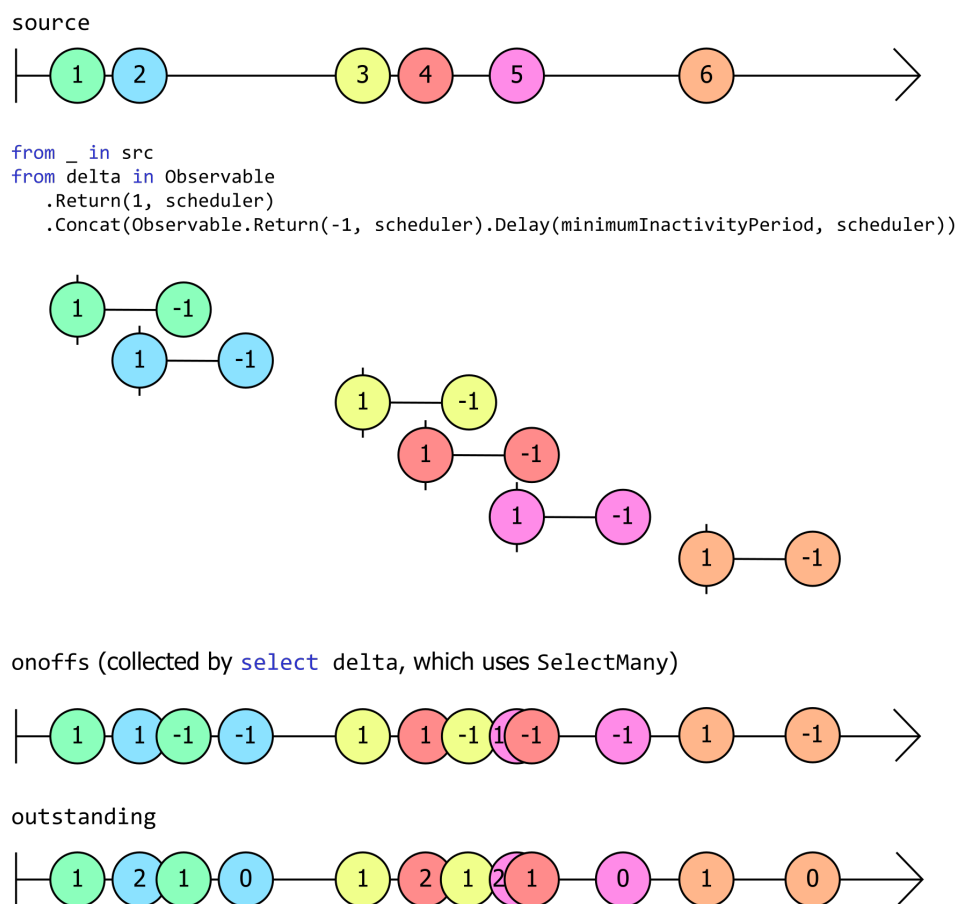 source
1 2 3 4 5 6
from _ in src
from delta in Observable
.Return(1, scheduler)
.Concat(Observable.Return(-1, scheduler).Delay(minimumInactivityPeriod, scheduler))
1 -1
1 -1
1 -1
1 -1
1 -1
1 -1
onoffs (collected by select delta, which uses SelectMany)
1 1 -1 -1 1 1 -1 1 -1 -1 1 -1
outstanding
1 2 1 0 1 2 1 2 1 0 1 0